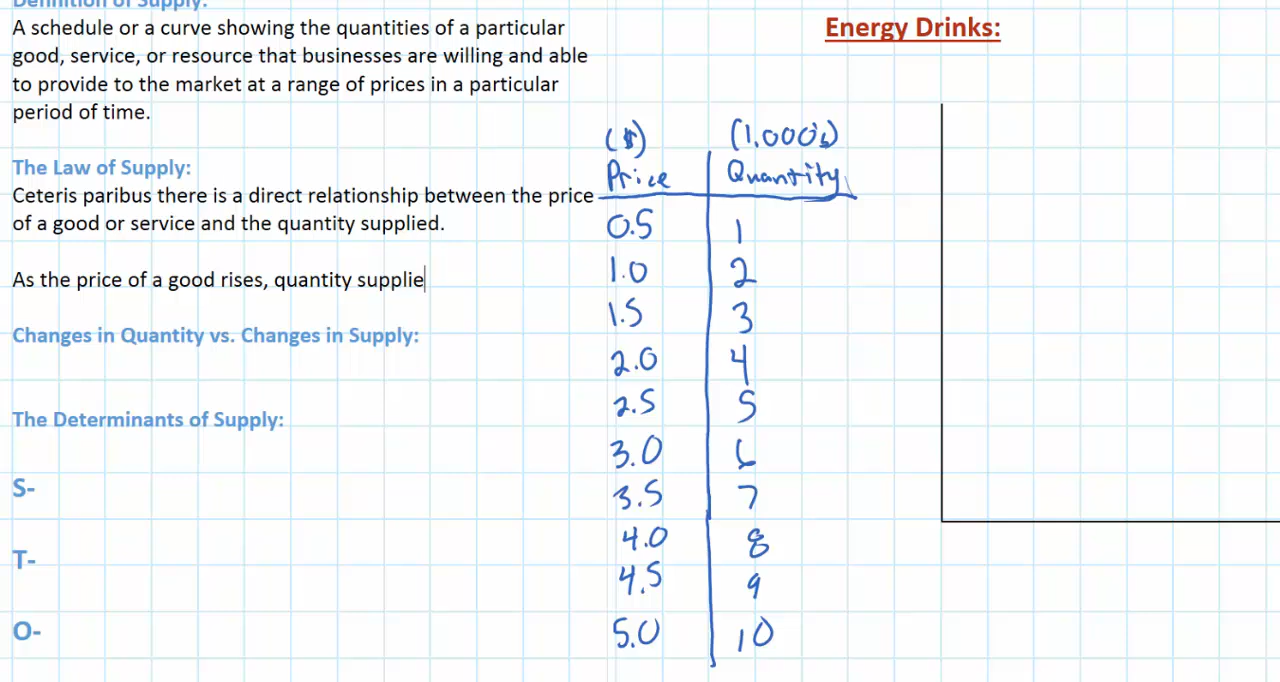 Definition of Supply:
A schedule or a curve showing the quantities of a particular
good, service, or resource that businesses are willing and able
to provide to the market at a range of prices in a particular
period of time.
The Law of Supply:
Ceteris paribus there is a direct relationship between the price
of a good or service and the quantity supplied.
As the price of a good rises, quantity supplie
Changes in Quantity vs. Changes in Supply:
The Determinants of Supply:
S-
T-
O-
Energy Drinks:
($) (1,000's)
Price Quantity
0.5 1
1.0 2
1.5 3
2.0 4
2.5 5
3.0 6
3.5 7
4.0 8
4.5 9
5.0 10